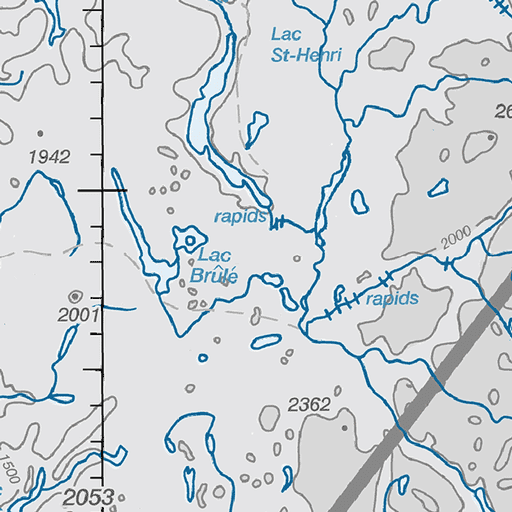 Lac
St-Henri
26
1942
rapids
2000
Lac
Brûlé
rapids
2001
2362
1500
2053